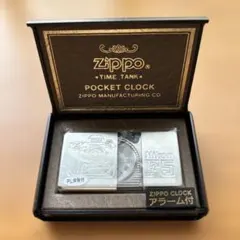 Zippo
• TIME TANK •
POCKET CLOCK
ZIPPO MANUFACTURING CO
ZIPPO CLOCK
アラーム付